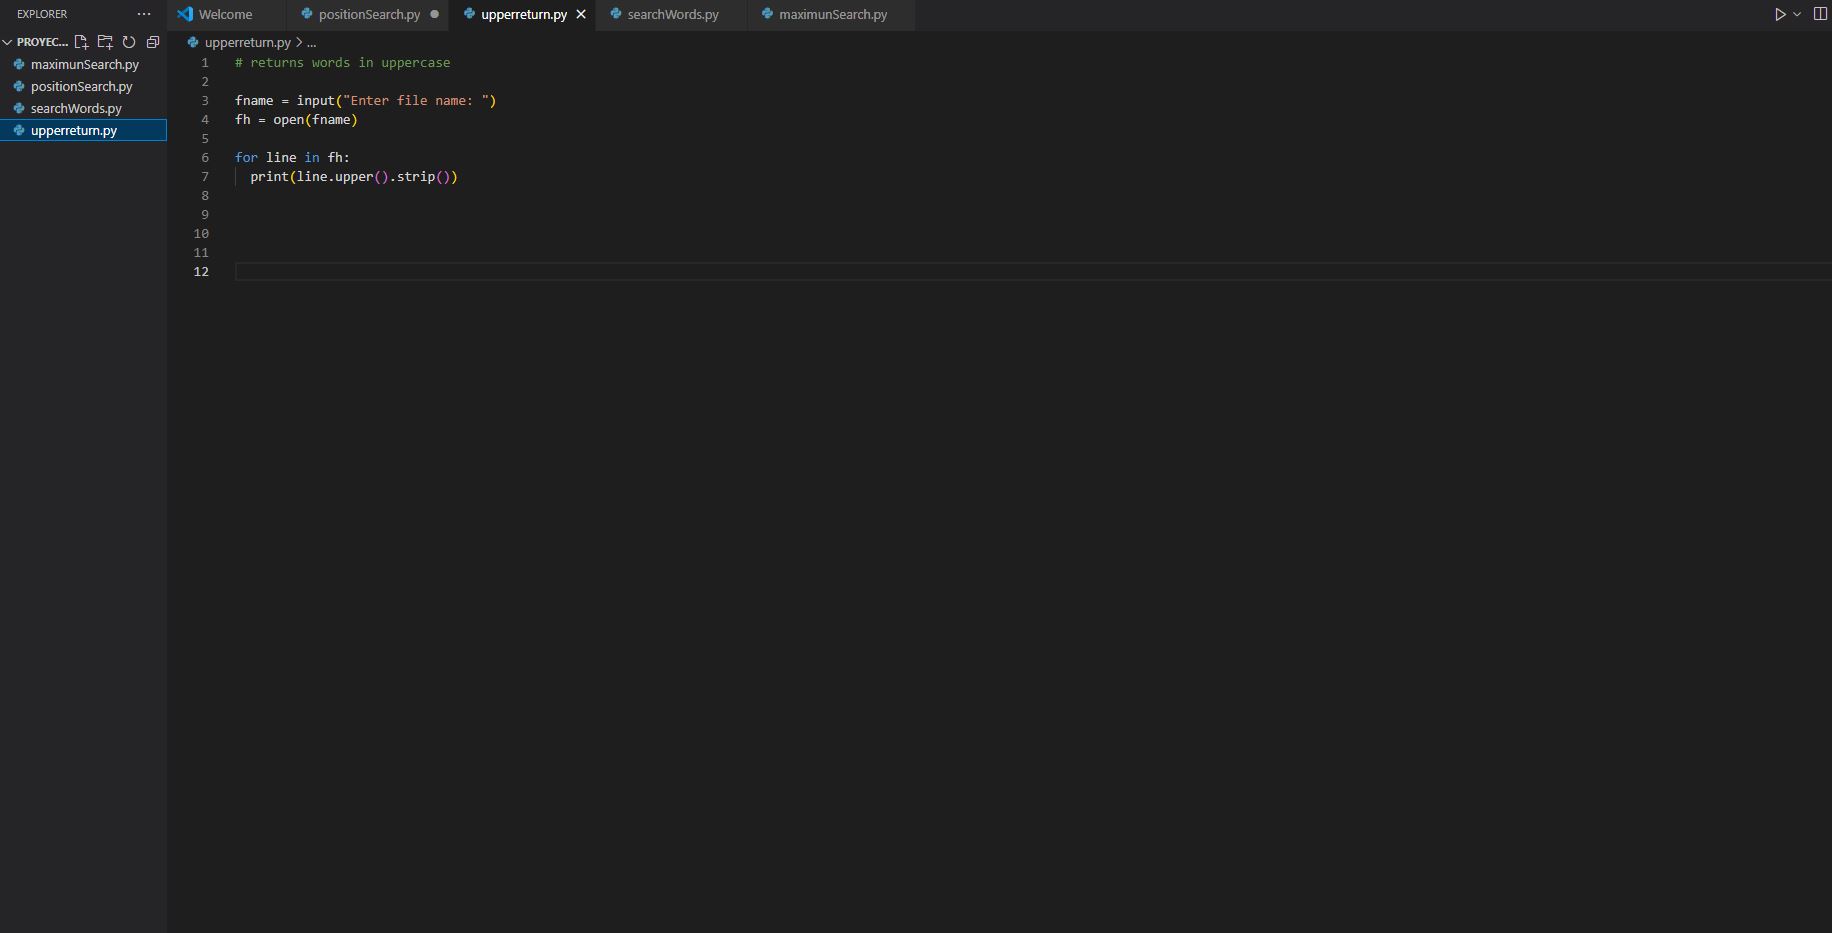 EXPLORER ...
PROYEC...
maximunSearch.py
positionSearch.py
searchWords.py
upperreturn.py
Welcome positionSearch.py upperreturn.py searchWords.py maximunSearch.py
upperreturn.py > ...
1 # returns words in uppercase
2
3 fname = input("Enter file name: ")
4 fh = open(fname)
5
6 for line in fh:
7 print(line.upper().strip())
8
9
10
11
12